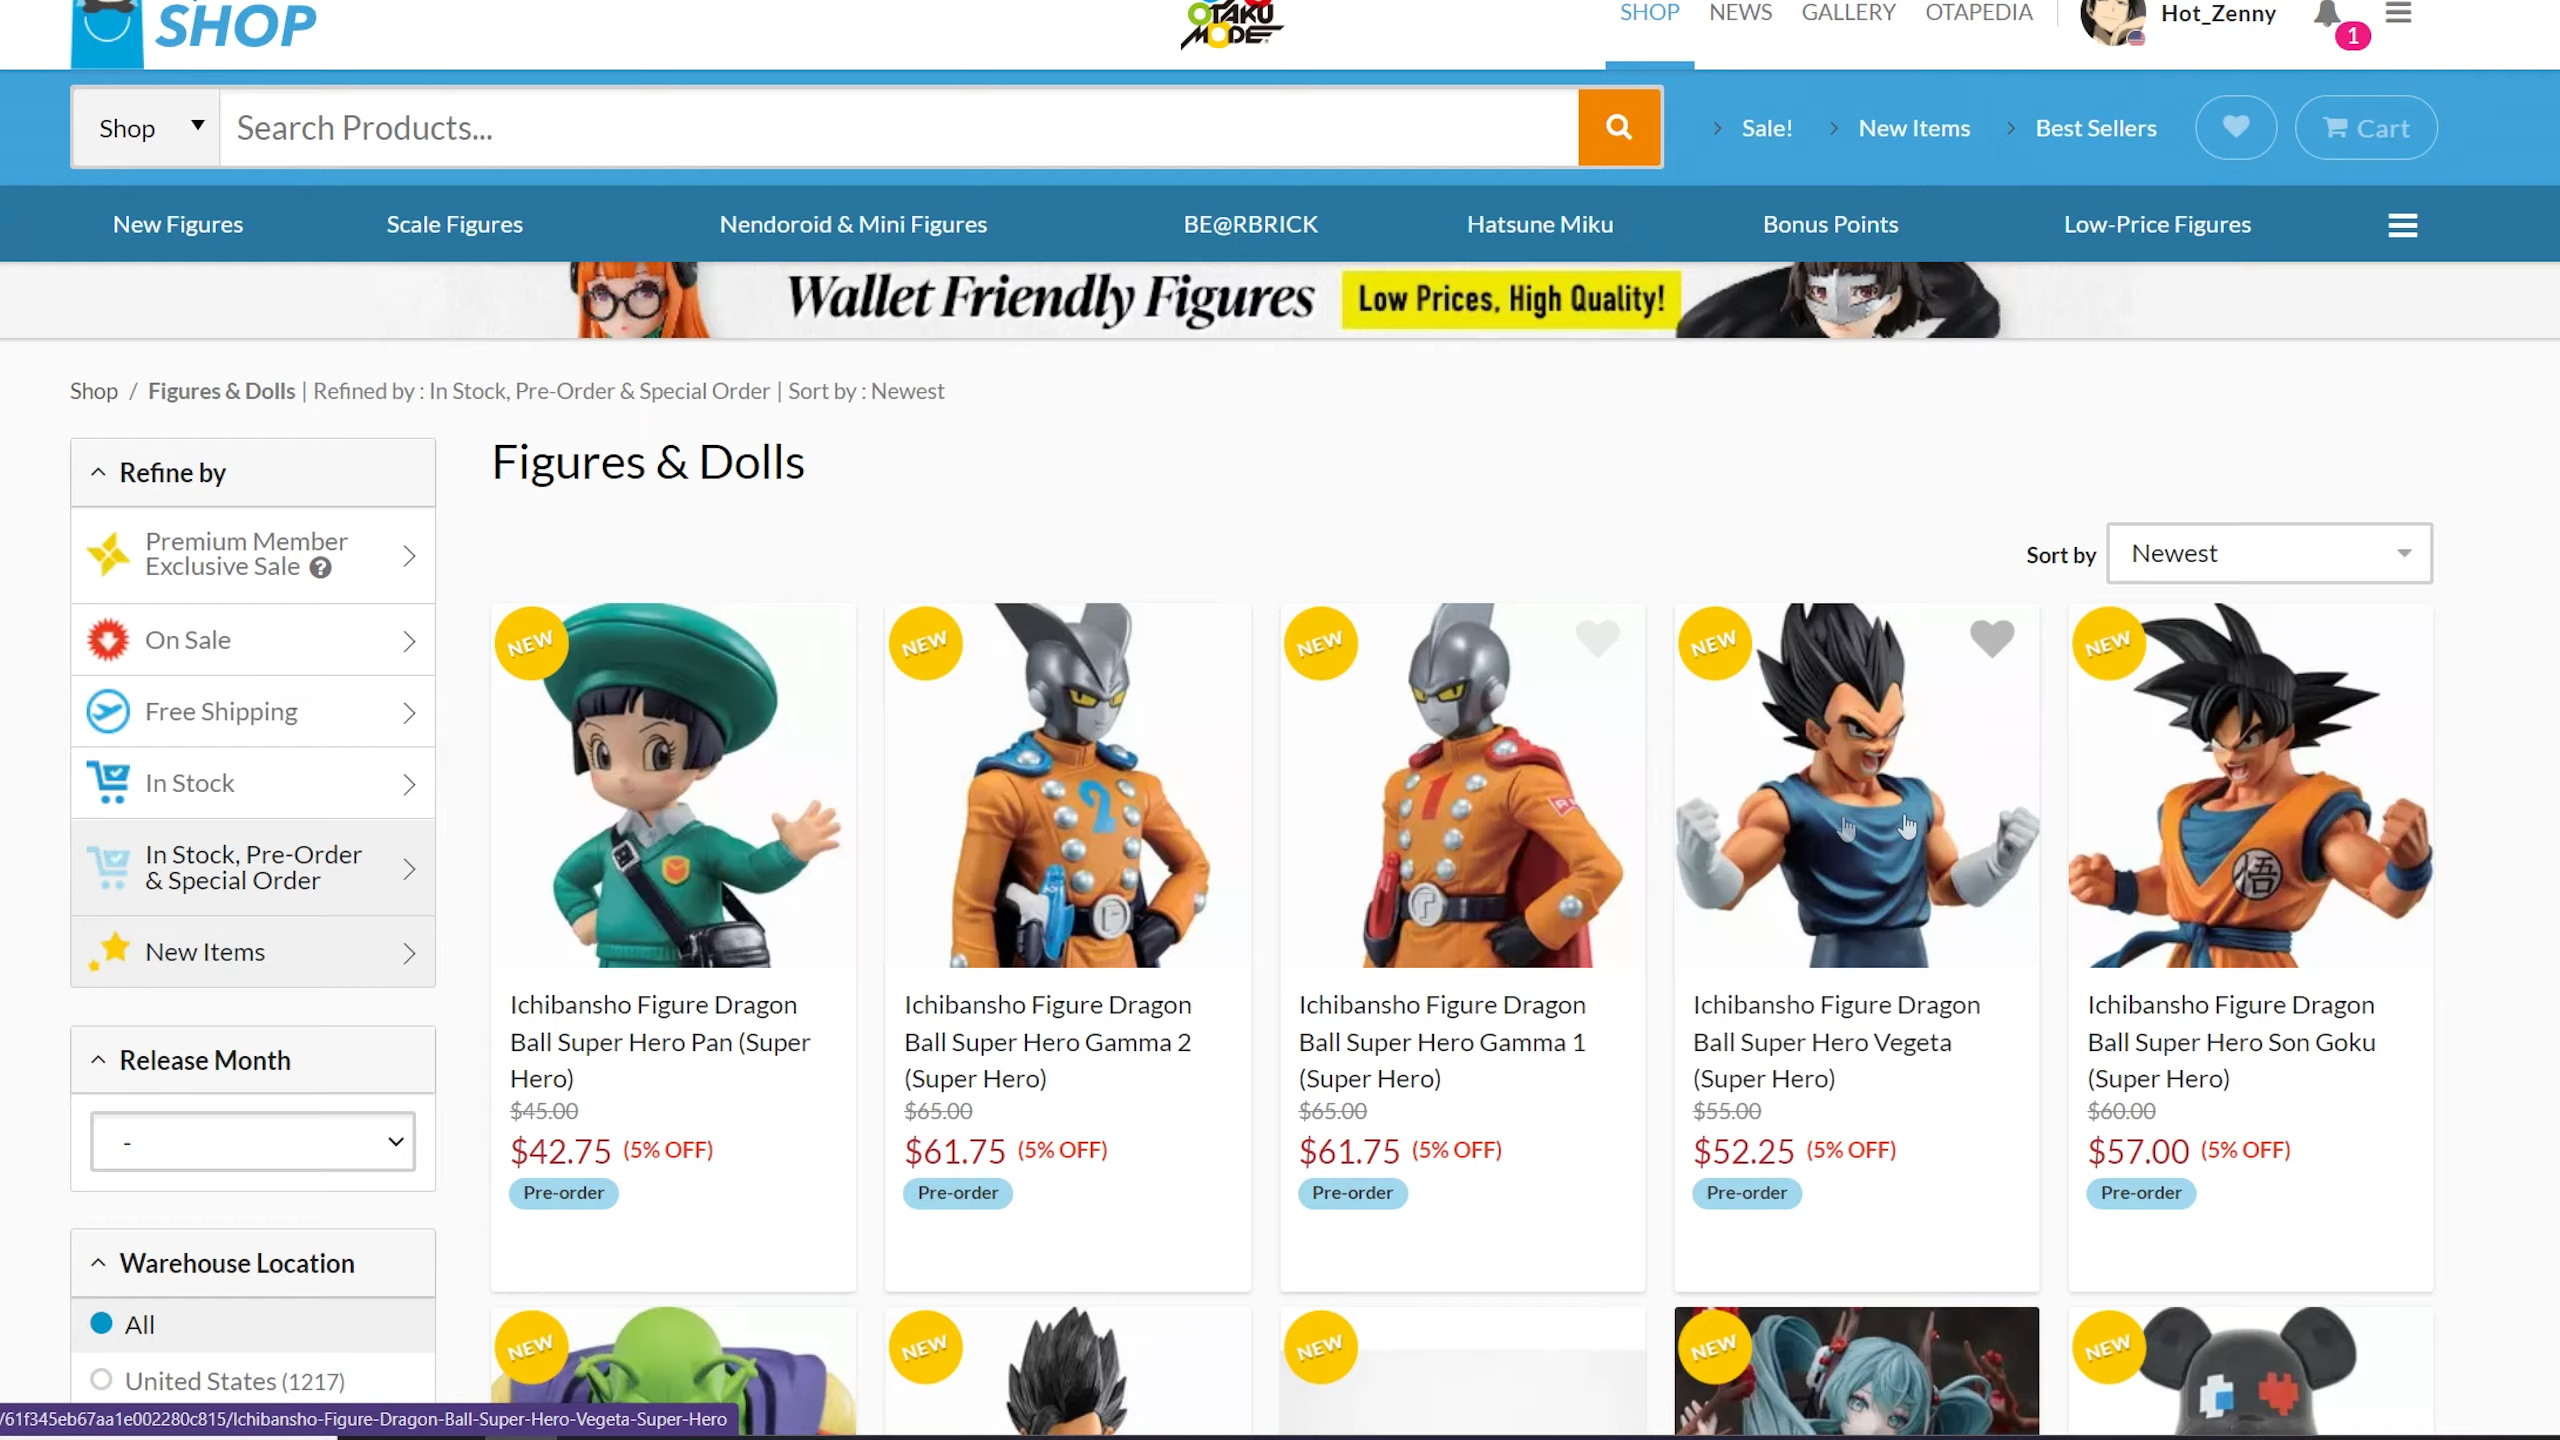 SHOP
OTAKU
MODE
SHOP NEWS GALLERY OTAPEDIA Hot_Zenny 1
Shop Search Products... Sale! New Items Best Sellers Cart
New Figures Scale Figures Nendoroid & Mini Figures BE@RBRICK Hatsune Miku Bonus Points Low-Price Figures
Wallet Friendly Figures Low Prices, High Quality!
Shop / Figures & Dolls | Refined by : In Stock, Pre-Order & Special Order | Sort by : Newest
Figures & Dolls
Sort by Newest
Refine by
Premium Member
Exclusive Sale ?
On Sale
Free Shipping
In Stock
In Stock, Pre-Order
& Special Order
New Items
Release Month
-
Warehouse Location
All
United States (1217)
NEW
Ichibansho Figure Dragon
Ball Super Hero Pan (Super
Hero)
$45.00
$42.75 (5% OFF)
Pre-order
NEW
2
Ichibansho Figure Dragon
Ball Super Hero Gamma 2
(Super Hero)
$65.00
$61.75 (5% OFF)
Pre-order
NEW
1
Ichibansho Figure Dragon
Ball Super Hero Gamma 1
(Super Hero)
$65.00
$61.75 (5% OFF)
Pre-order
NEW
Ichibansho Figure Dragon
Ball Super Hero Vegeta
(Super Hero)
$55.00
$52.25 (5% OFF)
Pre-order
NEW
悟
Ichibansho Figure Dragon
Ball Super Hero Son Goku
(Super Hero)
$60.00
$57.00 (5% OFF)
Pre-order
NEW
NEW
NEW
NEW
NEW
/61f345eb67aa1e002280c815/Ichibansho-Figure-Dragon-Ball-Super-Hero-Vegeta-Super-Hero